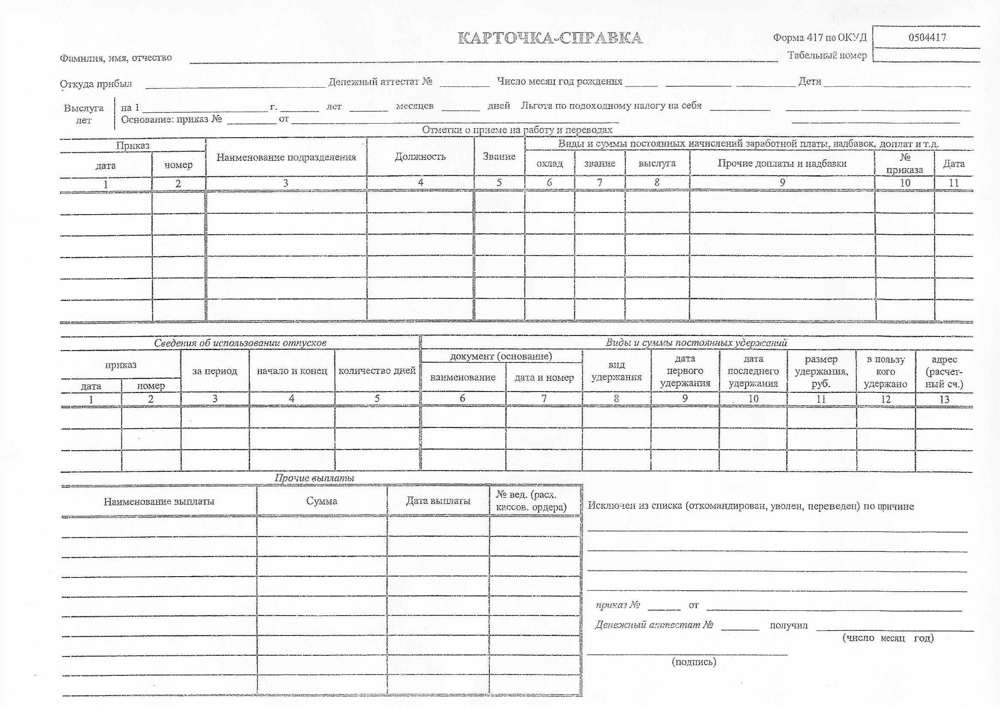 КАРТОЧКА-СПРАВКА
Форма 417 по ОКУД 0504417
Фамилия, имя, отчество Табельный номер
Откуда прибыл Денежный аттестат № Число месяц год рождения Дети
Выслуга лет на 1 г. лет месяцев дней Льгота по подоходному налогу на себя
Основание: приказ № от
Отметки о приеме на работу и переводах
Приказ Наименование подразделения Должность Звание Виды и суммы постоянных начислений заработной платы, надбавок, доплат и т.д.
дата номер оклад звание выслуга Прочие доплаты и надбавки № приказа Дата
1 2 3 4 5 6 7 8 9 10 11
Сведения об использовании отпусков Виды и суммы постоянных удержаний
приказ за период начало и конец количество дней документ (основание) вид удержания дата первого удержания дата последнего удержания размер удержания, руб. в пользу кого удержано адрес (расчет-ный сч.)
дата номер наименование дата и номер
1 2 3 4 5 6 7 8 9 10 11 12 13
Прочие выплаты
Наименование выплаты Сумма Дата выплаты № вед. (расх. кассов. ордера)
Исключен из списка (откомандирован, уволен, переведен) по причине
приказ № от
Денежный аттестат № получил
(число месяц год)
(подпись)